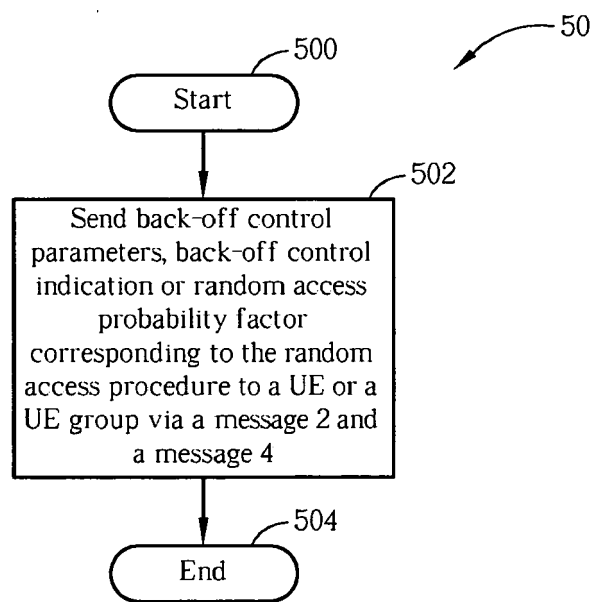 50
500
Start
502
Send back-off control
parameters, back-off control
indication or random access
probability factor
corresponding to the random
access procedure to a UE or a
UE group via a message 2 and
a message 4
504
End